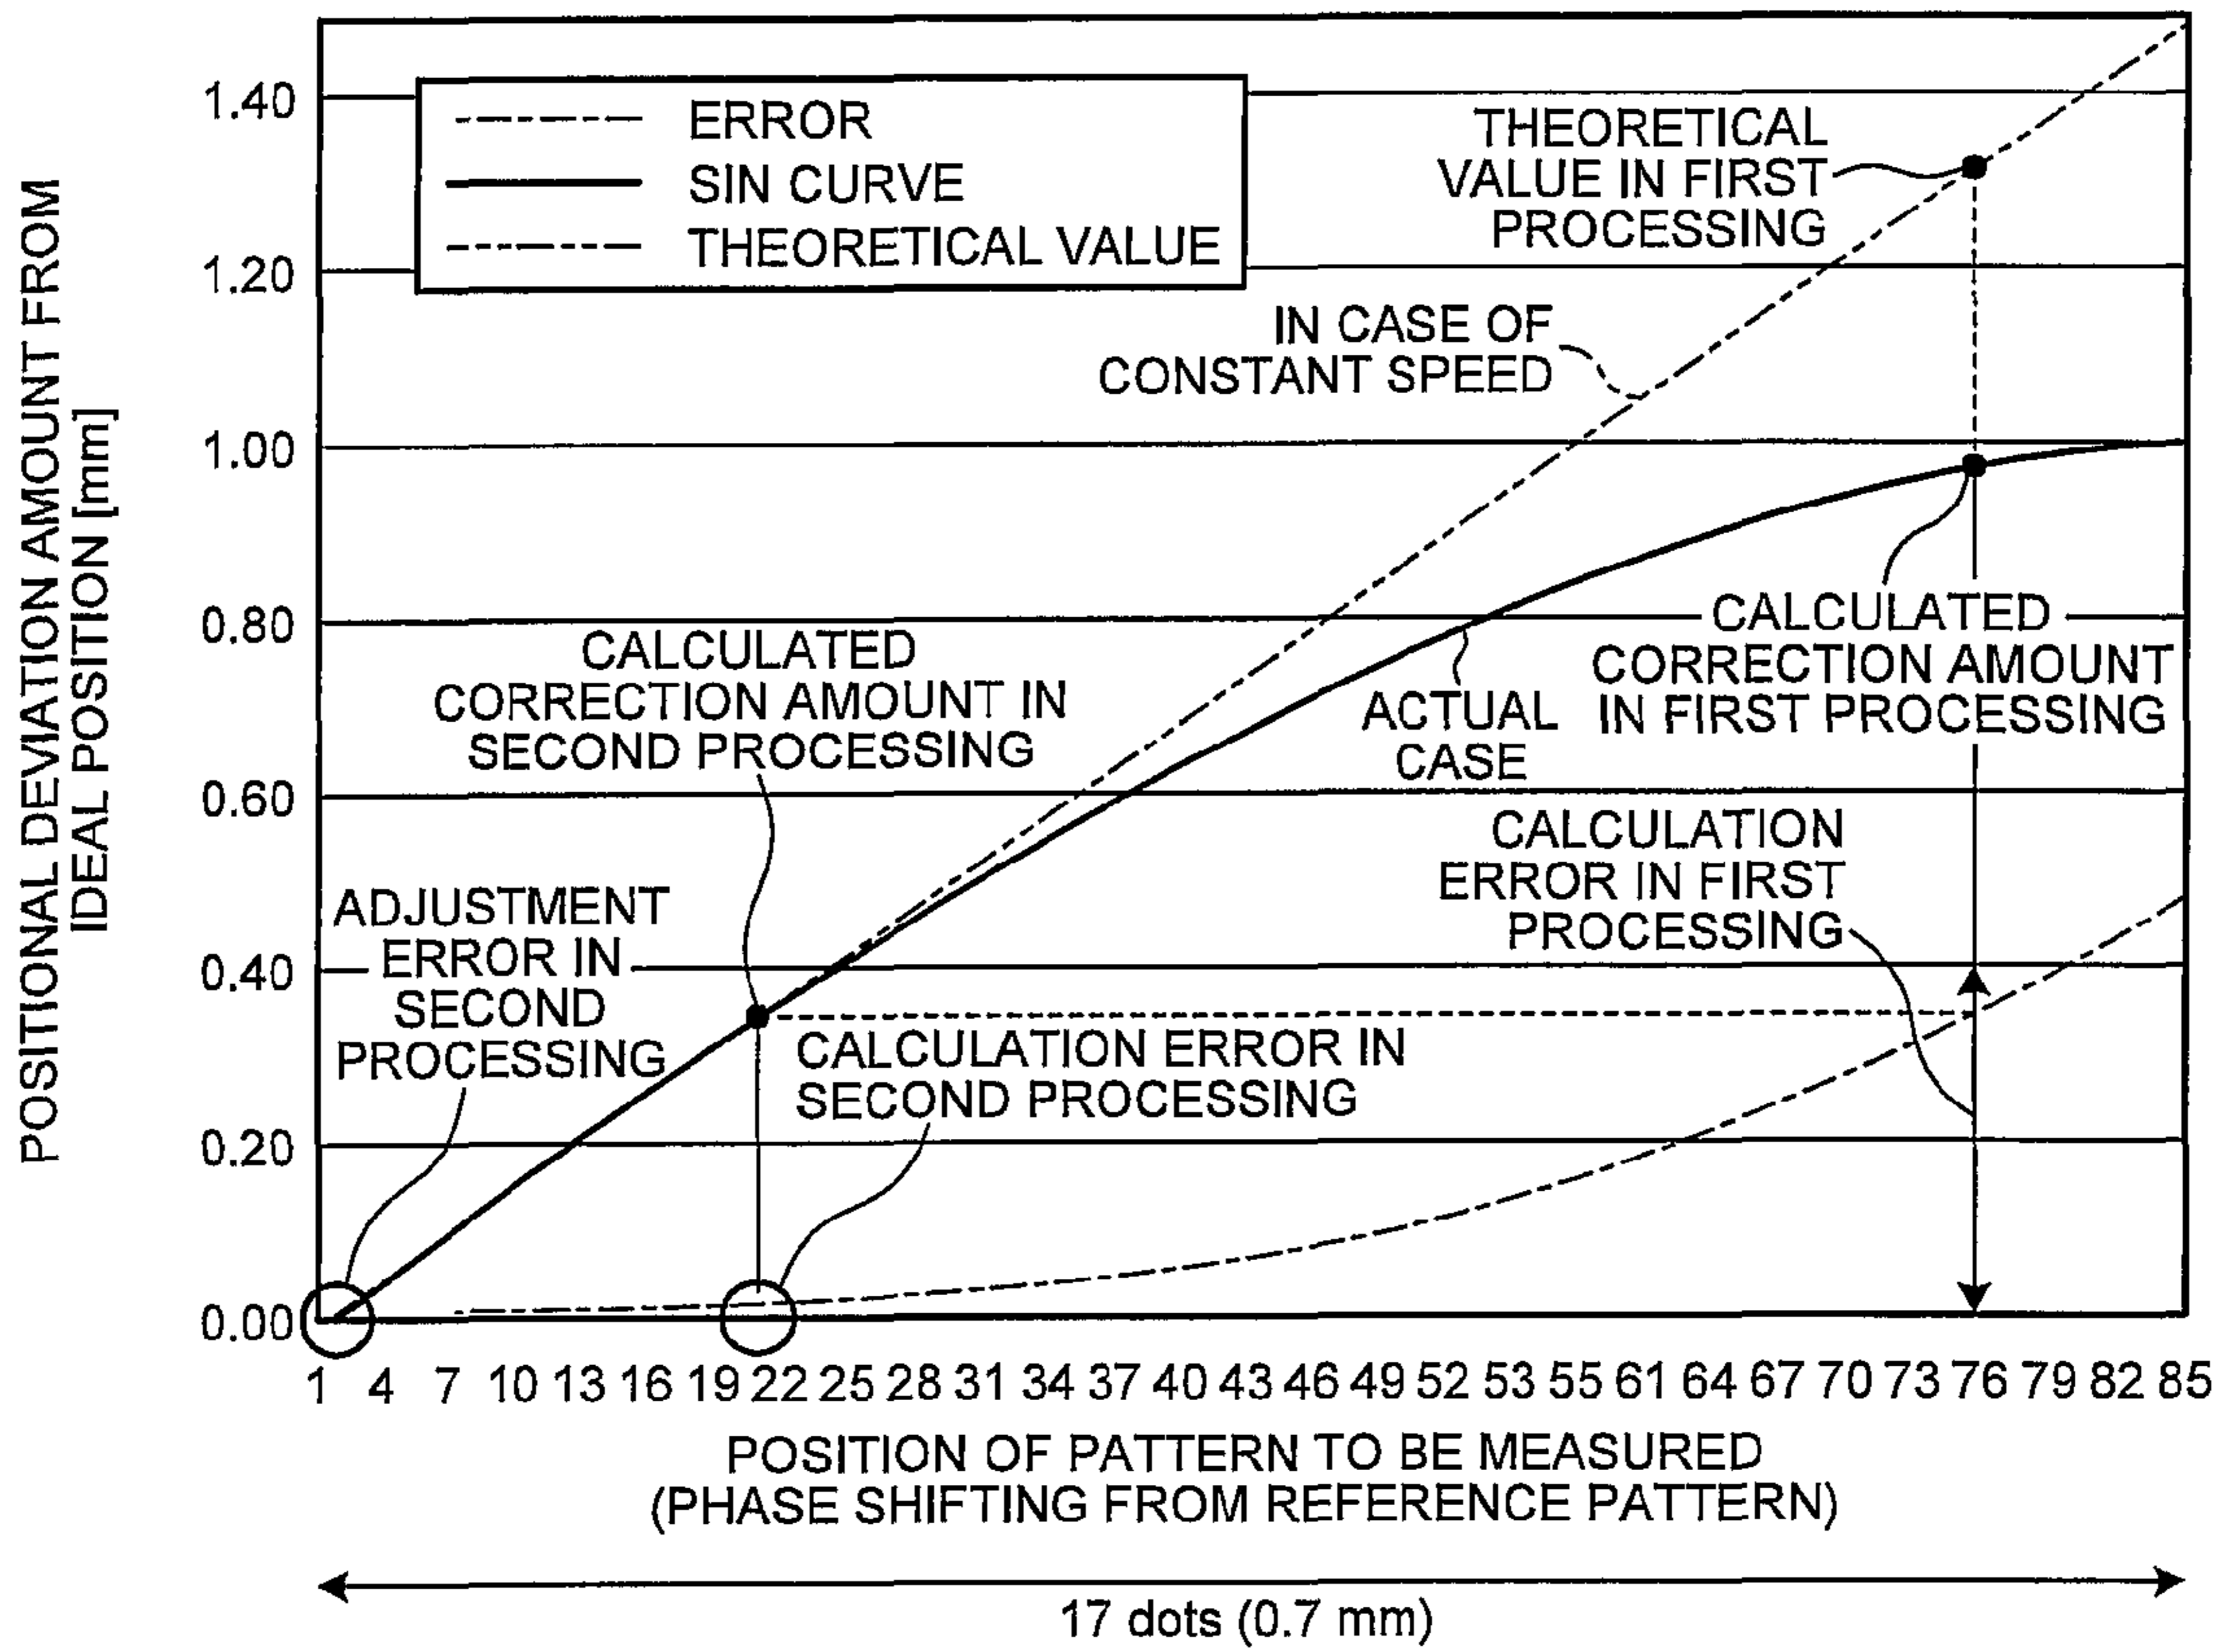 POSITIONAL DEVIATION AMOUNT FROM
IDEAL POSITION [mm]
1.40
1.20
1.00
0.80
0.60
0.40
0.20
0.00
ERROR
SIN CURVE
THEORETICAL VALUE
THEORETICAL
VALUE IN FIRST
PROCESSING
IN CASE OF
CONSTANT SPEED
CALCULATED
CORRECTION AMOUNT IN
SECOND PROCESSING
CALCULATED
CORRECTION AMOUNT
IN FIRST PROCESSING
ACTUAL
CASE
CALCULATION
ERROR IN FIRST
PROCESSING
ADJUSTMENT
ERROR IN
SECOND
PROCESSING
CALCULATION ERROR IN
SECOND PROCESSING
1 4 7 10 13 16 19 22 25 28 31 34 37 40 43 46 49 52 53 55 61 64 67 70 73 76 79 82 85
POSITION OF PATTERN TO BE MEASURED
(PHASE SHIFTING FROM REFERENCE PATTERN)
17 dots (0.7 mm)